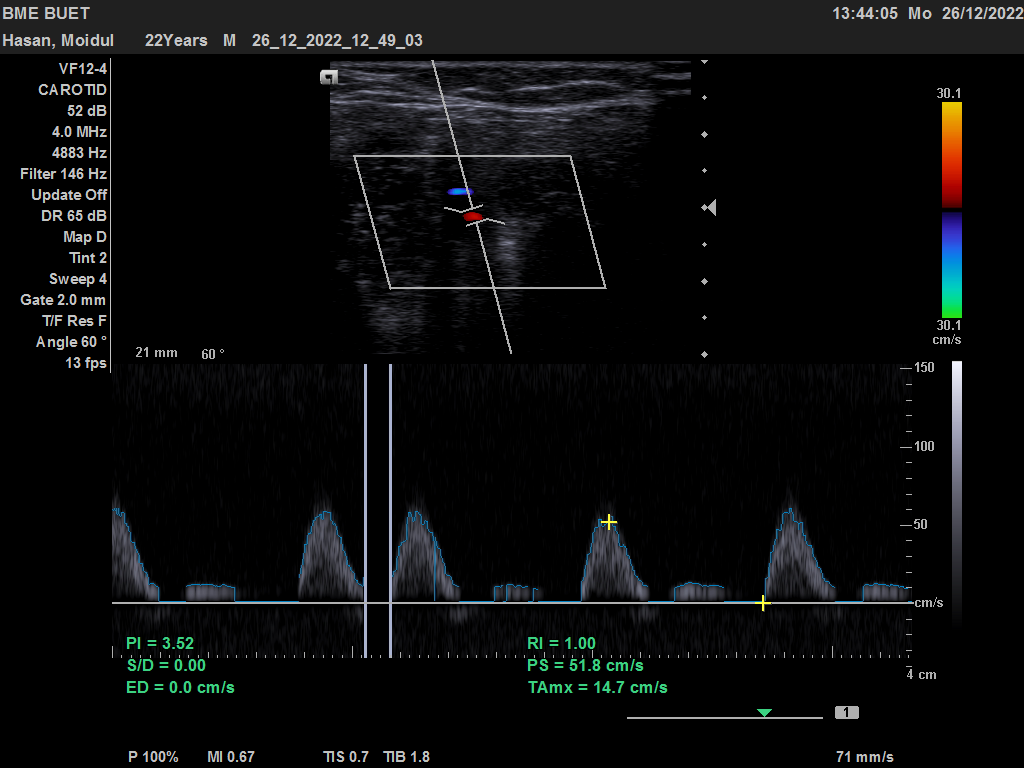 BME BUET 13:44:05 Mo 26/12/2022
Hasan, Moidul 22Years M 26_12_2022_12_49_03
VF12-4
CAROTID
52 dB
4.0 MHz
4883 Hz
Filter 146 Hz
Update Off
DR 65 dB
Map D
Tint 2
Sweep 4
Gate 2.0 mm
T/F Res F
Angle 60 °
13 fps
30.1
30.1
cm/s
21 mm 60 °
150
100
50
cm/s
PI = 3.52 RI = 1.00
S/D = 0.00 PS = 51.8 cm/s
ED = 0.0 cm/s TAmx = 14.7 cm/s
4 cm
1
P 100% MI 0.67 TIS 0.7 TIB 1.8 71 mm/s